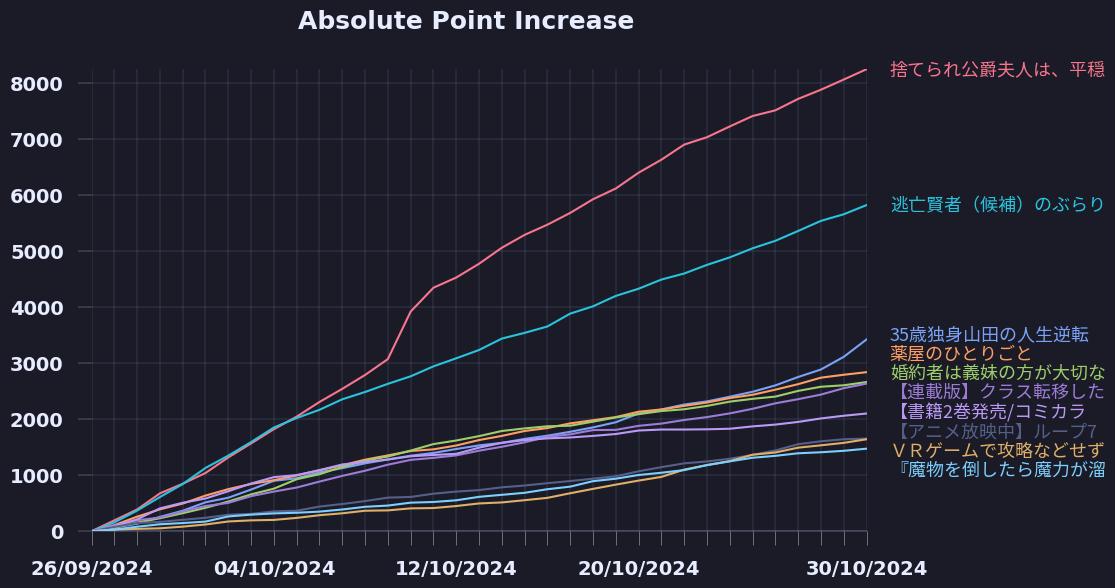 Absolute Point Increase
8000
7000
6000
5000
4000
3000
2000
1000
0
26/09/2024
04/10/2024
12/10/2024
20/10/2024
30/10/2024
捨てられ公爵夫人は、平穏
逃亡賢者（候補）のぶらり
35歳独身山田の人生逆転
薬屋のひとりごと
婚約者は義妹の方が大切な
【連載版】クラス転移した
【書籍2巻発売/コミカラ
【アニメ放映中】ループ7
ＶＲゲームで攻略などせず
『魔物を倒したら魔力が溜